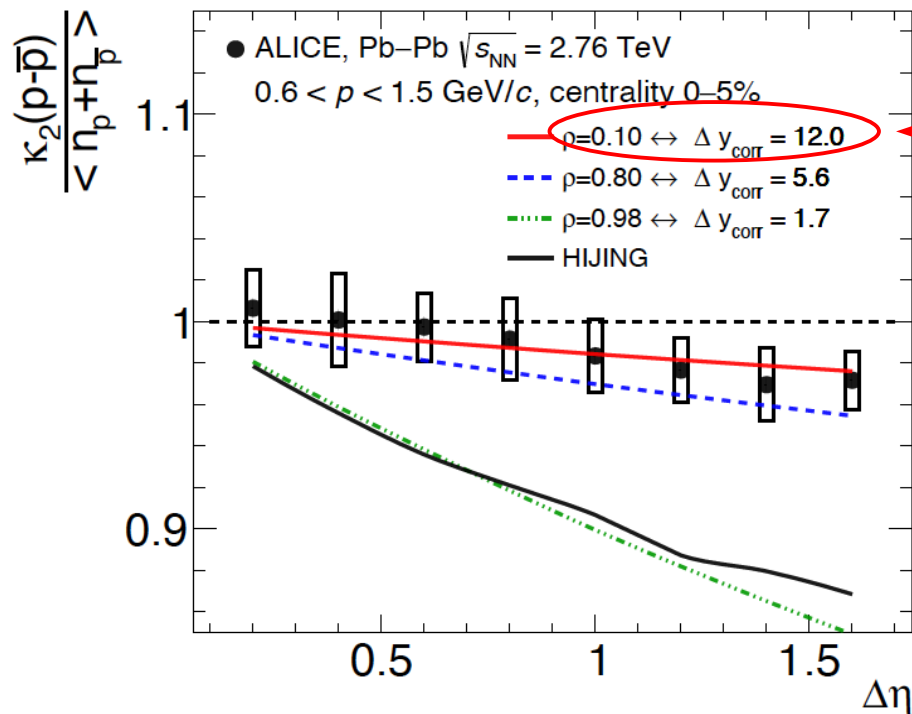 κ₂(p-p̅)
< n_p + n_p̅ >
ALICE, Pb–Pb √s_NN = 2.76 TeV
0.6 < p < 1.5 GeV/c, centrality 0–5%
ρ=0.10 ↔ Δ y_corr = 12.0
ρ=0.80 ↔ Δ y_corr = 5.6
ρ=0.98 ↔ Δ y_corr = 1.7
HIJING
1.1
1
0.9
0.5 1 1.5
Δη